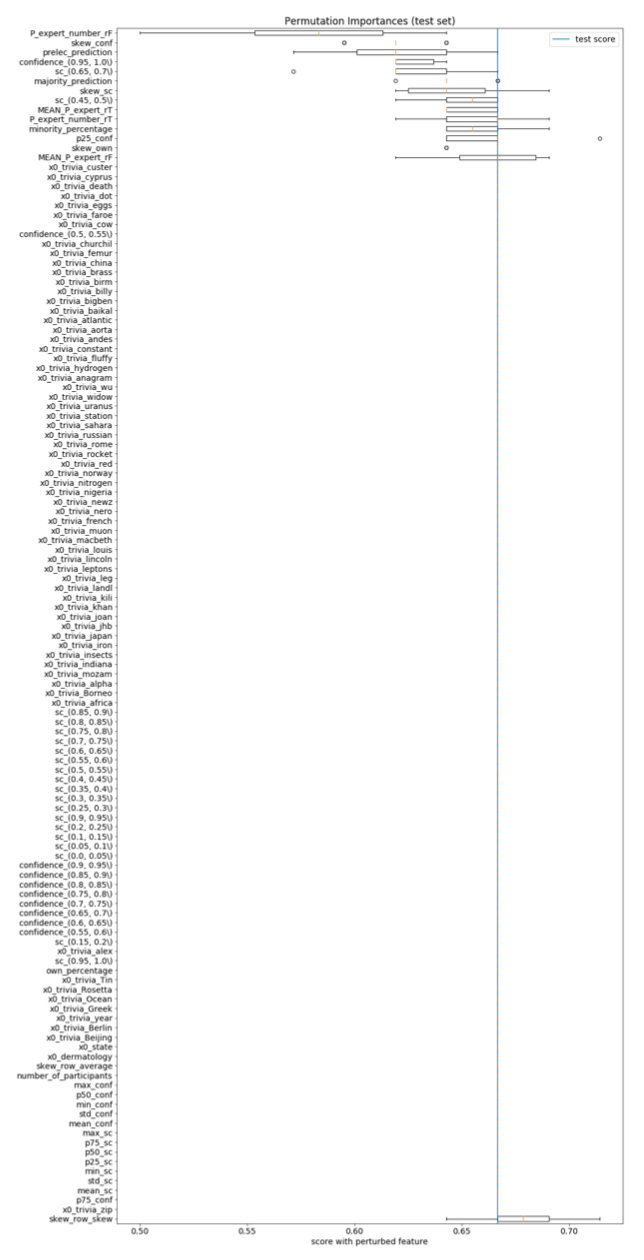 Permutation Importances (test set)
test score
P_expert_number_rF
skew_conf
prelec_prediction
confidence_(0.95, 1.0\)
sc_(0.65, 0.7\)
majority_prediction
skew_sc
sc_(0.45, 0.5\)
MEAN_P_expert_rT
P_expert_number_rT
minority_percentage
p25_conf
skew_own
MEAN_P_expert_rF
x0_trivia_custer
x0_trivia_cyprus
x0_trivia_death
x0_trivia_dot
x0_trivia_eggs
x0_trivia_faroe
x0_trivia_cow
confidence_(0.5, 0.55\)
x0_trivia_churchil
x0_trivia_femur
x0_trivia_china
x0_trivia_brass
x0_trivia_birm
x0_trivia_billy
x0_trivia_bigben
x0_trivia_baikal
x0_trivia_atlantic
x0_trivia_aorta
x0_trivia_andes
x0_trivia_constant
x0_trivia_fluffy
x0_trivia_hydrogen
x0_trivia_anagram
x0_trivia_wu
x0_trivia_widow
x0_trivia_uranus
x0_trivia_station
x0_trivia_sahara
x0_trivia_russian
x0_trivia_rome
x0_trivia_rocket
x0_trivia_red
x0_trivia_norway
x0_trivia_nitrogen
x0_trivia_nigeria
x0_trivia_newz
x0_trivia_nero
x0_trivia_french
x0_trivia_muon
x0_trivia_macbeth
x0_trivia_louis
x0_trivia_lincoln
x0_trivia_leptons
x0_trivia_leg
x0_trivia_landl
x0_trivia_kili
x0_trivia_khan
x0_trivia_joan
x0_trivia_jhb
x0_trivia_japan
x0_trivia_iron
x0_trivia_insects
x0_trivia_indiana
x0_trivia_mozam
x0_trivia_alpha
x0_trivia_Borneo
x0_trivia_africa
sc_(0.85, 0.9\)
sc_(0.8, 0.85\)
sc_(0.75, 0.8\)
sc_(0.7, 0.75\)
sc_(0.6, 0.65\)
sc_(0.55, 0.6\)
sc_(0.5, 0.55\)
sc_(0.4, 0.45\)
sc_(0.35, 0.4\)
sc_(0.3, 0.35\)
sc_(0.25, 0.3\)
sc_(0.9, 0.95\)
sc_(0.2, 0.25\)
sc_(0.1, 0.15\)
sc_(0.05, 0.1\)
sc_(0.0, 0.05\)
confidence_(0.9, 0.95\)
confidence_(0.85, 0.9\)
confidence_(0.8, 0.85\)
confidence_(0.75, 0.8\)
confidence_(0.7, 0.75\)
confidence_(0.65, 0.7\)
confidence_(0.6, 0.65\)
confidence_(0.55, 0.6\)
sc_(0.15, 0.2\)
x0_trivia_alex
sc_(0.95, 1.0\)
own_percentage
x0_trivia_Tin
x0_trivia_Rosetta
x0_trivia_Ocean
x0_trivia_Greek
x0_trivia_year
x0_trivia_Berlin
x0_trivia_Beijing
x0_state
x0_dermatology
skew_row_average
number_of_participants
max_conf
p50_conf
min_conf
std_conf
mean_conf
max_sc
p75_sc
p50_sc
p25_sc
min_sc
std_sc
mean_sc
p75_conf
x0_trivia_zip
skew_row_skew
0.50 0.55 0.60 0.65 0.70
score with perturbed feature